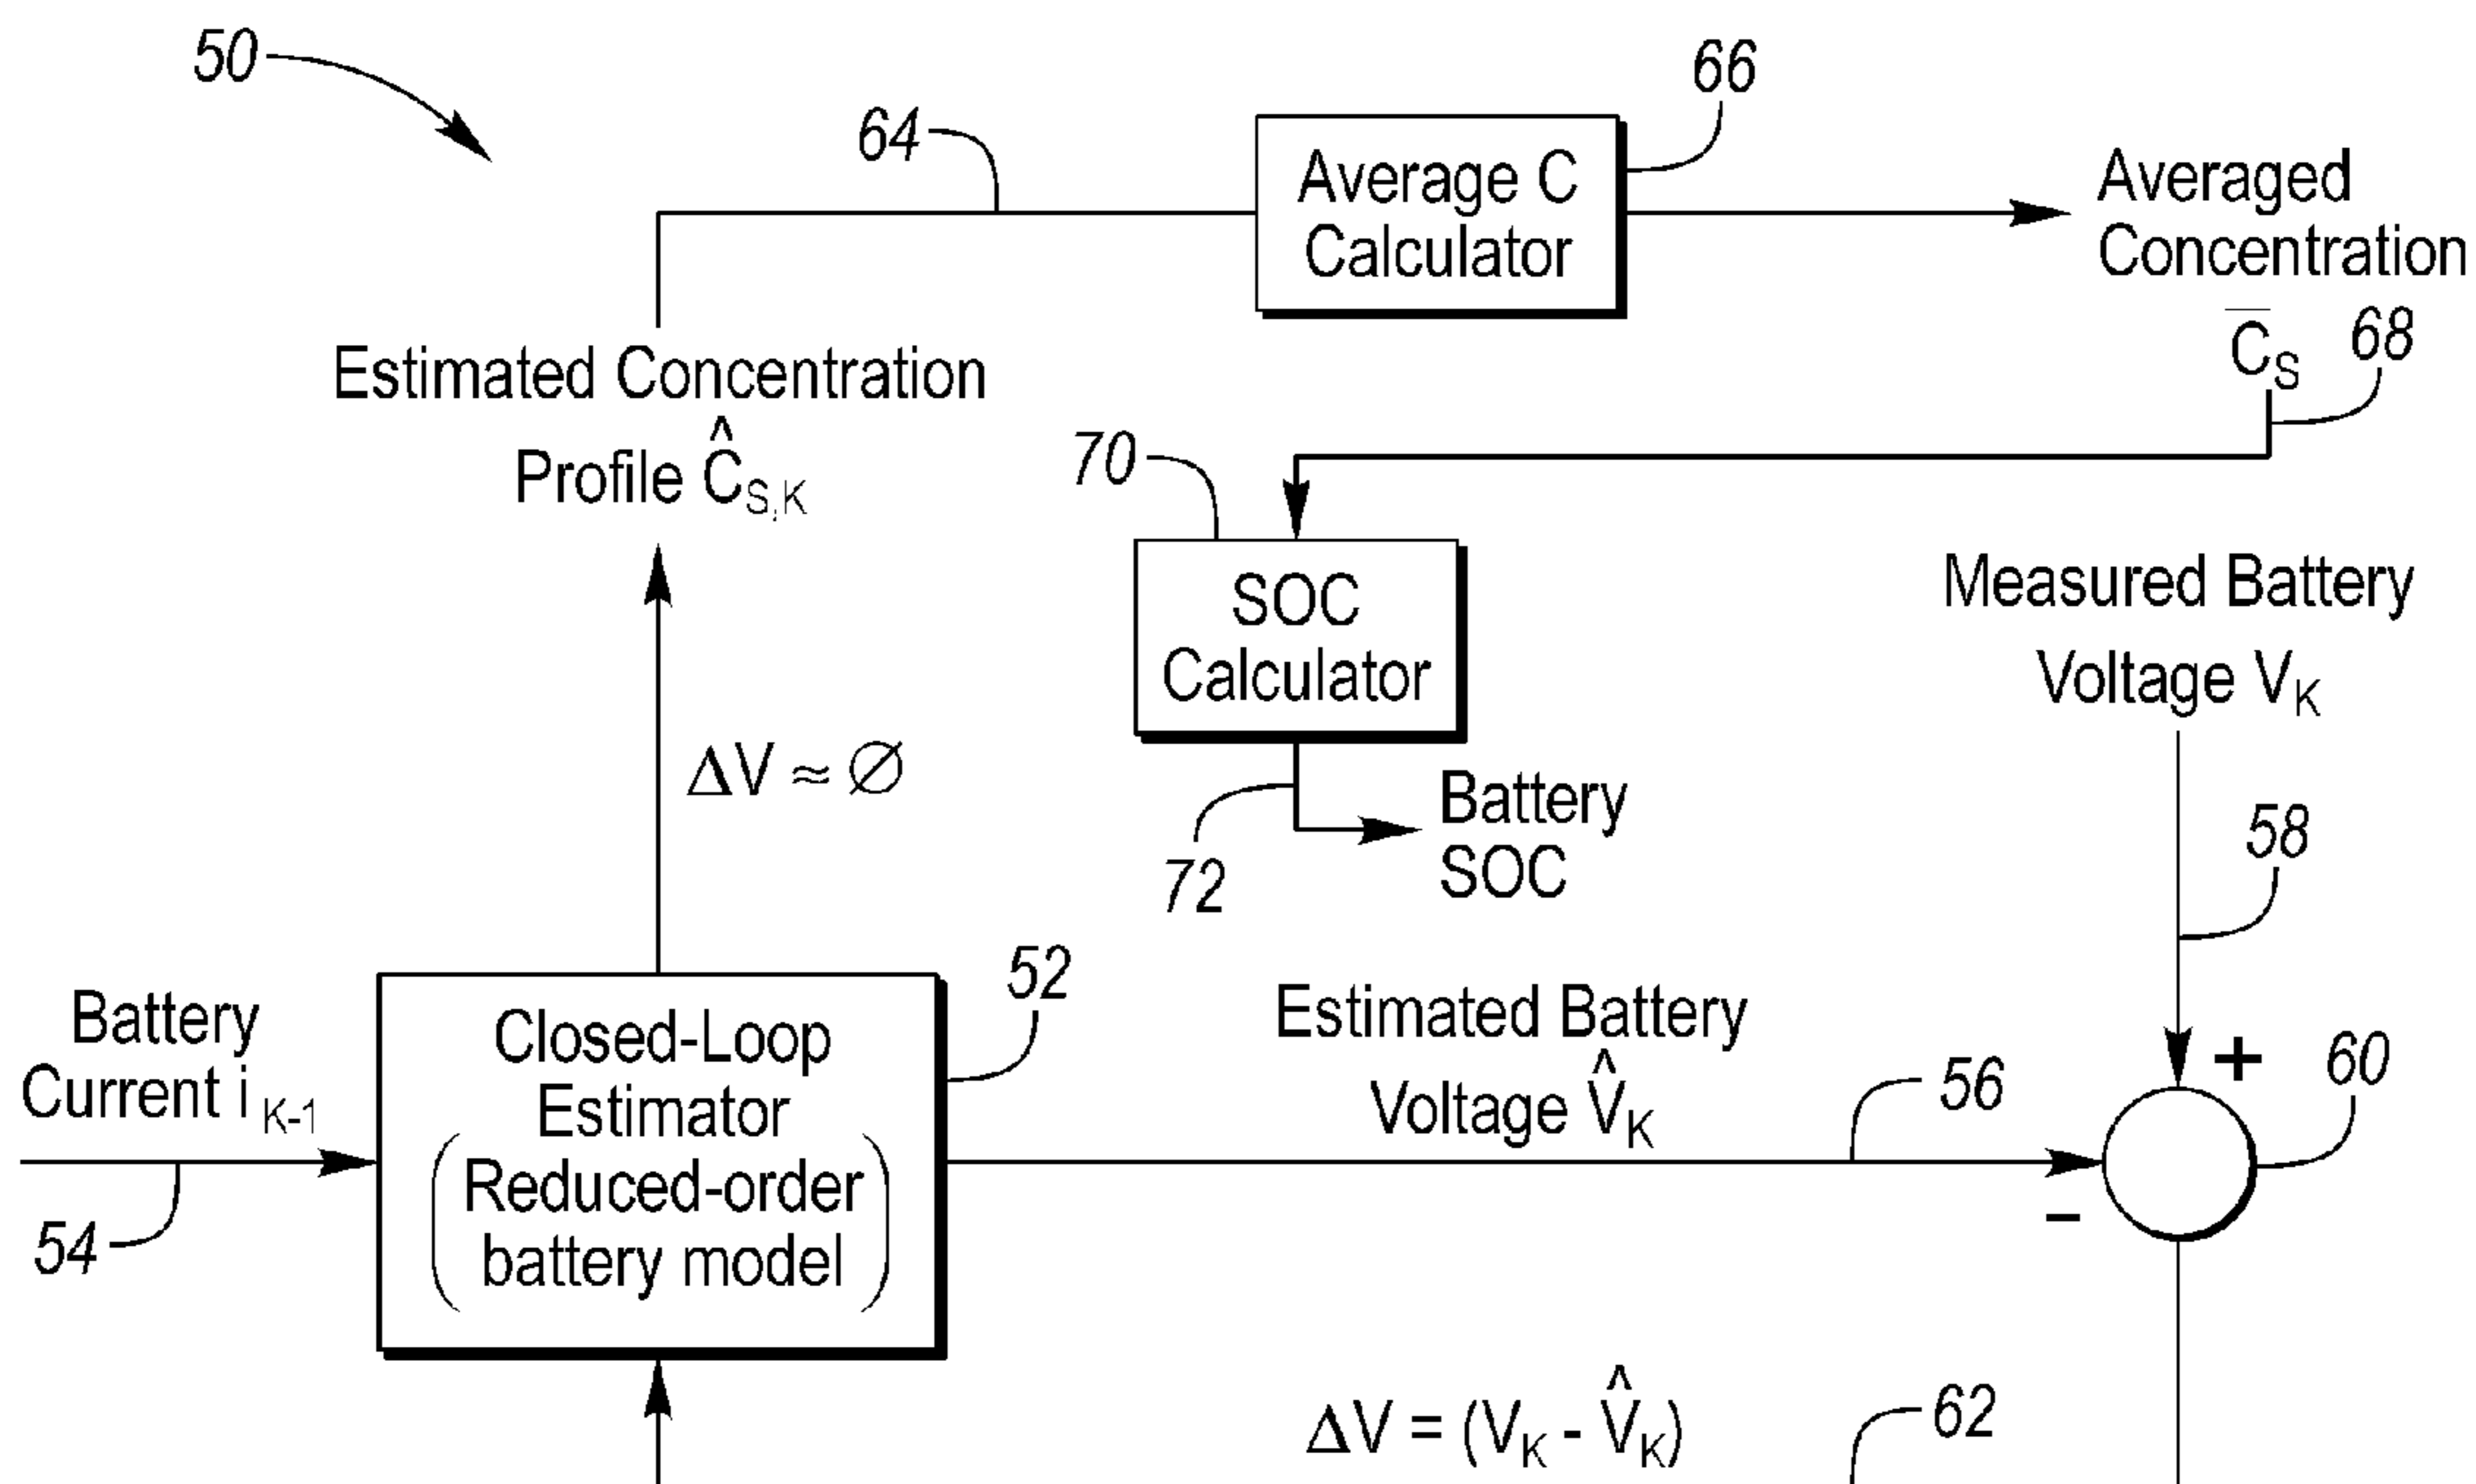 50
64
66
Average C
Calculator
Averaged
Concentration
C̅S
68
Estimated Concentration
Profile ĈS,K
70
SOC
Calculator
Measured Battery
Voltage VK
ΔV ≈ ∅
72
Battery
SOC
58
Battery
Current i K-1
54
52
Closed-Loop
Estimator
(Reduced-order
battery model)
Estimated Battery
Voltage V̂K
56
+
60
-
ΔV = (VK - V̂K)
62